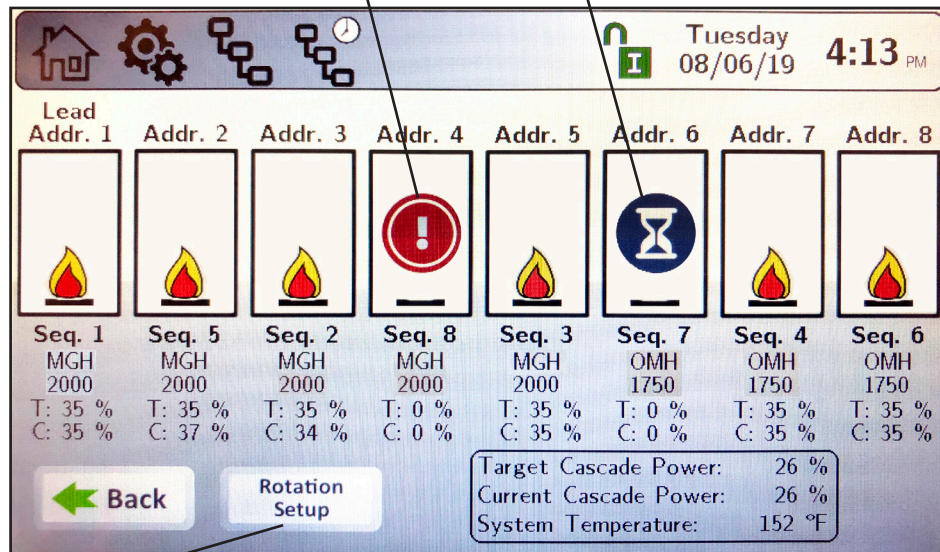 Tuesday
08/06/19
4:13 PM
Lead
Addr. 1 Addr. 2 Addr. 3 Addr. 4 Addr. 5 Addr. 6 Addr. 7 Addr. 8
!
Seq. 1 Seq. 5 Seq. 2 Seq. 8 Seq. 3 Seq. 7 Seq. 4 Seq. 6
MGH MGH MGH MGH MGH OMH OMH OMH
2000 2000 2000 2000 2000 1750 1750 1750
T: 35 % T: 35 % T: 35 % T: 0 % T: 35 % T: 0 % T: 35 % T: 35 %
C: 35 % C: 37 % C: 34 % C: 0 % C: 35 % C: 0 % C: 35 % C: 35 %
Back
Rotation
Setup
Target Cascade Power: 26 %
Current Cascade Power: 26 %
System Temperature: 152 °F